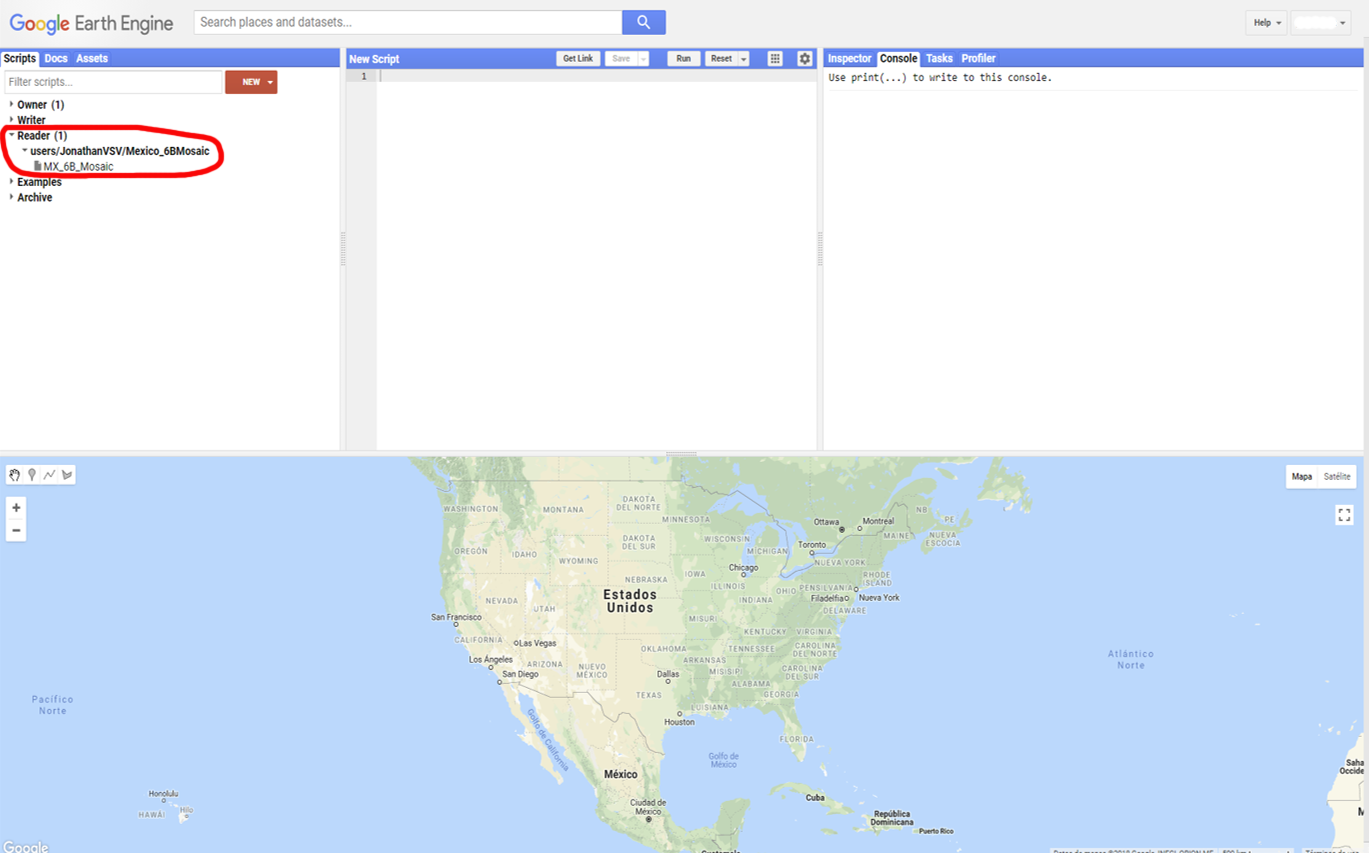 Google Earth Engine
Search places and datasets...
Help
Scripts Docs Assets
Filter scripts...
NEW
Owner (1)
Writer
Reader (1)
users/JonathanVSV/Mexico_6BMosaic
MX_6B_Mosaic
Examples
Archive
New Script
Get Link Save Run Reset
1
Inspector Console Tasks Profiler
Use print(...) to write to this console.
Mapa Satélite
+
−
WASHINGTON
MONTANA
DAKOTA
DEL NORTE
MINNESOTA
Ottawa
Montreal
NB
PE
MAINE
NUEVA
ESCOCIA
OREGÓN
IDAHO
DAKOTA
DEL SUR
WISCONSIN
MICHIGAN
Toronto
WYOMING
NUEVA YORK
Chicago
IOWA
NEBRASKA
RHODE
ISLAND
ILLINOIS
INDIANA
OHIO
PENSILVANIA
Nueva York
Filadelfia
NEVADA
UTAH
Estados
Unidos
DELAWARE
San Francisco
MISURI
KENTUCKY
VIRGINIA
CALIFORNIA
Las Vegas
OKLAHOMA
TENNESSEE
CAROLINA
DEL NORTE
Los Ángeles
ARIZONA
NUEVO
MÉXICO
ARKANSAS
MISISIPI
CAROLINA
DEL SUR
San Diego
Dallas
ALABAMA
GEORGIA
TEXAS
LUISIANA
Houston
FLORIDA
Atlántico
Norte
Pacífico
Norte
Golfo de California
Golfo de
México
México
Ciudad de
México
Cuba
República
Dominicana
Puerto Rico
Honolulu
HAWÁI
Hilo
Google